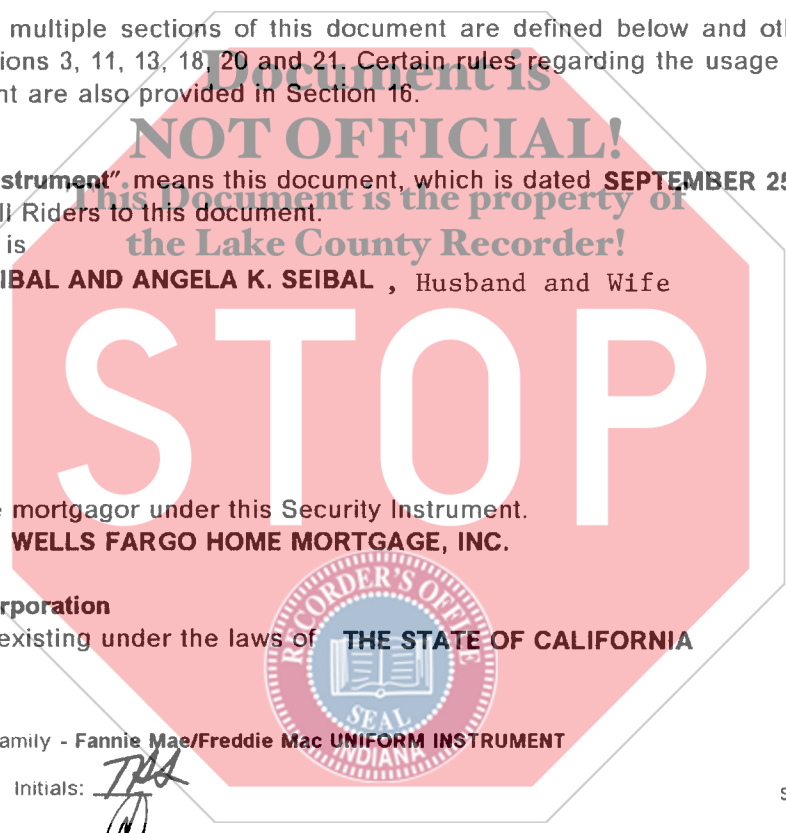 multiple sections of this document are defined below and
ions 3, 11, 13, 18, 20 and 21. Certain rules regarding the usage
Document is
nt are also provided in Section 16.
NOT OFFICIAL!
strument" means this document, which is dated SEPTEMBER 25
This Document is the property of
ll Riders to this document.
is
the Lake County Recorder!
IBAL AND ANGELA K. SEIBAL , Husband and Wife
STOP
mortgagor under this Security Instrument.
WELLS FARGO HOME MORTGAGE, INC.
rporation
existing under the laws of THE STATE OF CALIFORNIA
RECORDER'S OFFICE
SEAL
INDIANA
amily - Fannie Mae/Freddie Mac UNIFORM INSTRUMENT
Initials: TPS